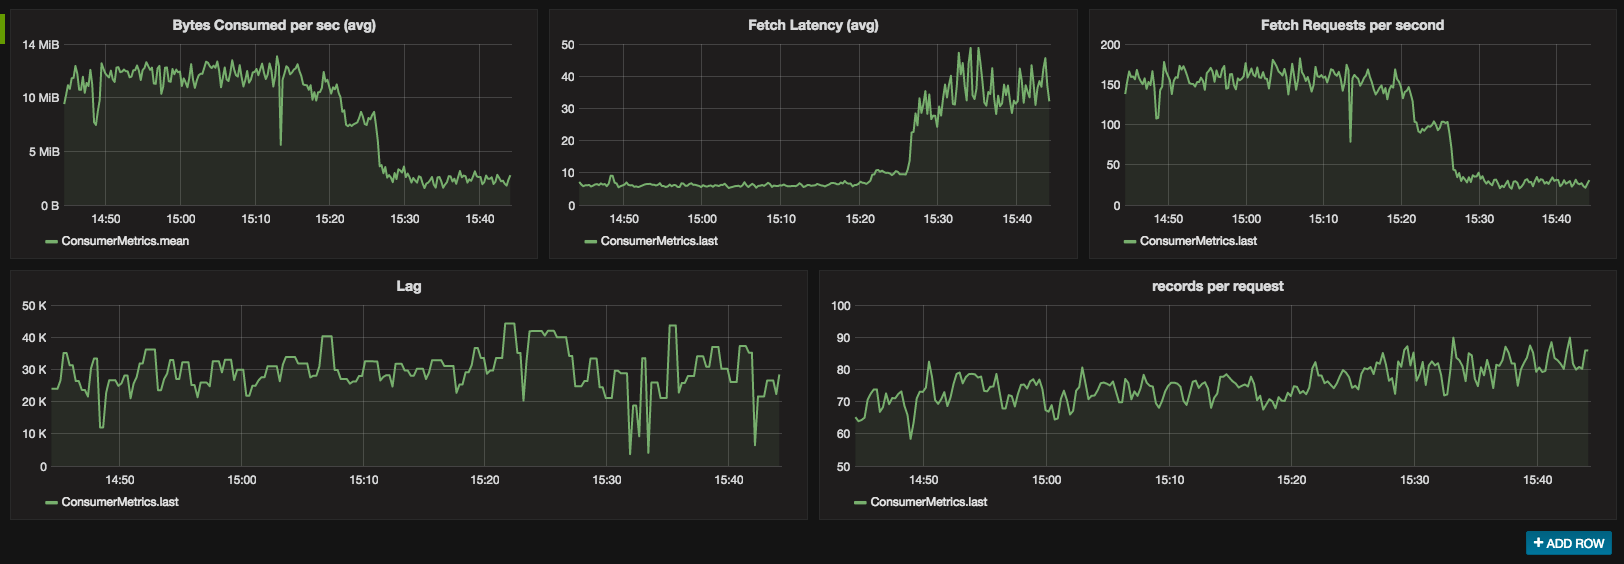 Bytes Consumed per sec (avg)
14 MiB
10 MiB
5 MiB
0 B
14:50 15:00 15:10 15:20 15:30 15:40
ConsumerMetrics.mean
Fetch Latency (avg)
50
40
30
20
10
0
14:50 15:00 15:10 15:20 15:30 15:40
ConsumerMetrics.last
Fetch Requests per second
200
150
100
50
0
14:50 15:00 15:10 15:20 15:30 15:40
ConsumerMetrics.last
Lag
50 K
40 K
30 K
20 K
10 K
0
14:50 15:00 15:10 15:20 15:30 15:40
ConsumerMetrics.last
records per request
100
90
80
70
60
50
14:50 15:00 15:10 15:20 15:30 15:40
ConsumerMetrics.last
+ ADD ROW